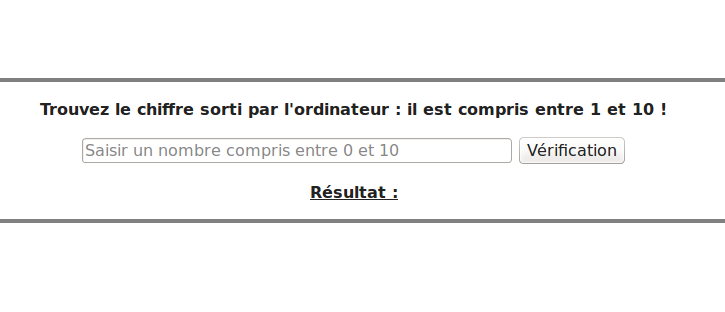 Trouvez le chiffre sorti par l'ordinateur : il est compris entre 1 et 10 !
Saisir un nombre compris entre 0 et 10 Vérification
Résultat :